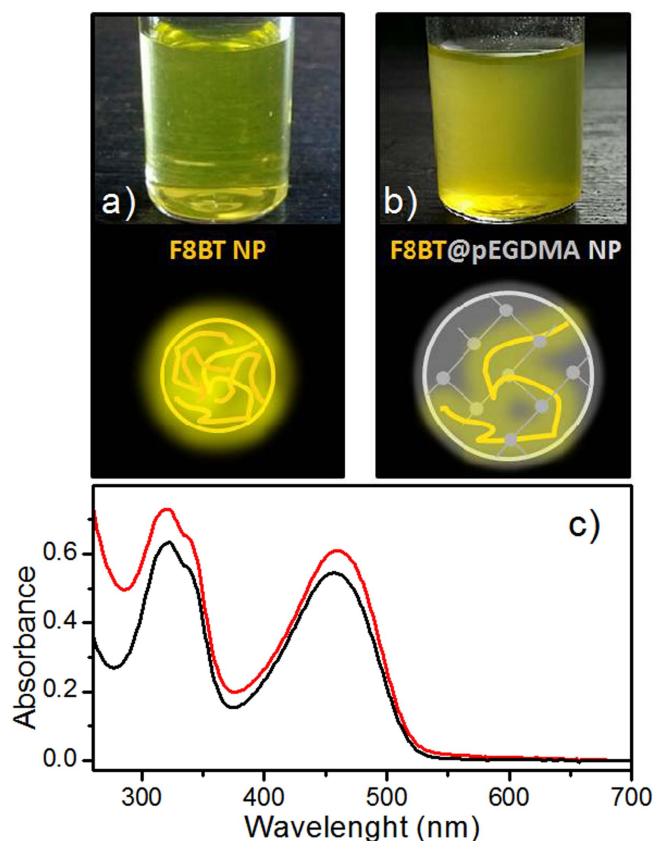 a)
b)
F8BT NP
F8BT@pEGDMA NP
c)
Absorbance
0.6
0.4
0.2
0.0
300
400
500
600
700
Wavelenght (nm)